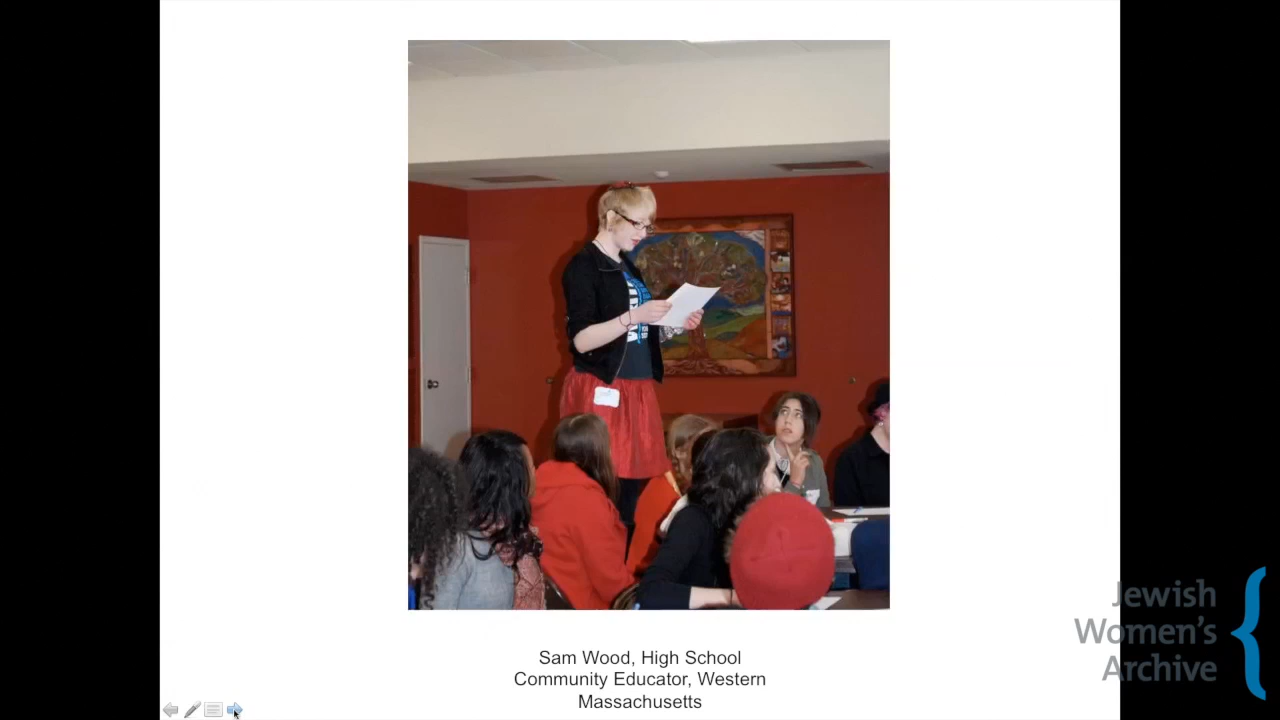 Sam Wood, High School
Community Educator, Western
Massachusetts
Jewish
Women's
Archive